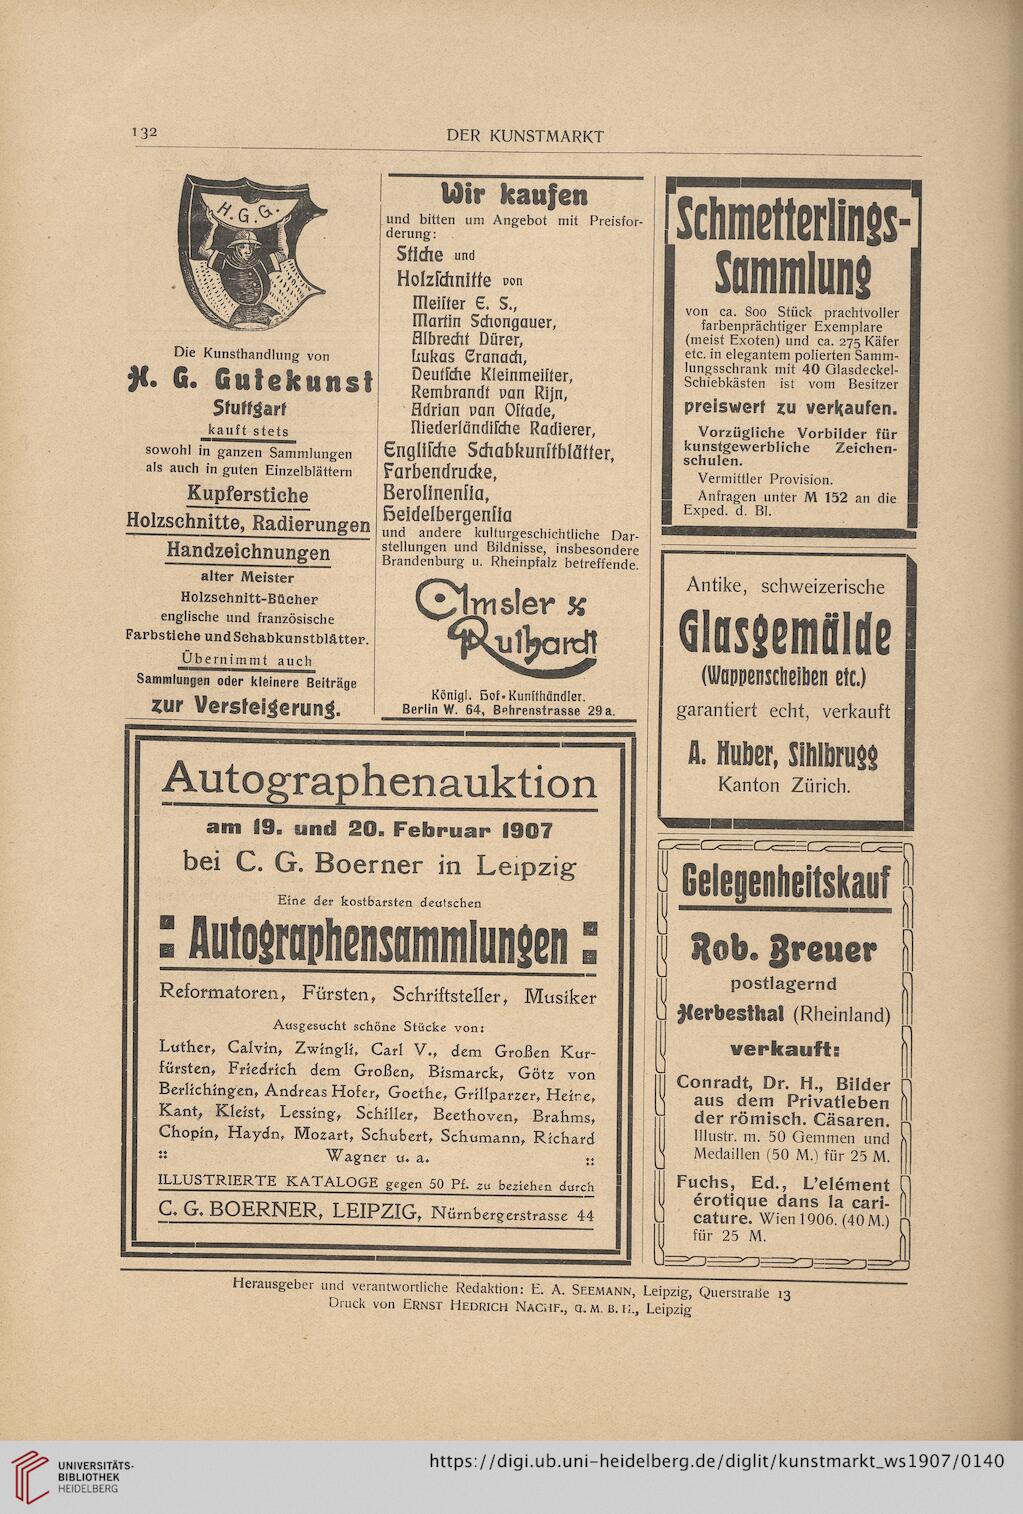 132
DER KUNSTMARKT
H. G. G.
Die Kunsthandlung von
H. G. Gutekunst
Stuttgart
kauft stets
sowohl in ganzen Sammlungen
als auch in guten Einzelblättern
Kupferstiche
Holzschnitte, Radierungen
Handzeichnungen
alter Meister
Holzschnitt-Bücher
englische und französische
Farbstiche und Schabkunstblätter.
Übernimmt auch
Sammlungen oder kleinere Beiträge
zur Versteigerung.
Wir kaufen
und bitten um Angebot mit Preisfor-
derung:
Stiche und
Holzschnitte von
Meister E. S.,
Martin Schongauer,
Albrecht Dürer,
Lukas Cranach,
Deutsche Kleinmeister,
Rembrandt van Rijn,
Adrian van Ostade,
Niederländische Radierer,
Englische Schabkunstblätter,
Farbendrucke,
Berolinensia,
Heidelbergensia
und andere kulturgeschichtliche Dar-
stellungen und Bildnisse, insbesondere
Brandenburg u. Rheinpfalz betreffende.
Amsler &
Ruthardt
Königl. Hof-Kunsthändler.
Berlin W. 64, Behrenstrasse 29a.
Schmetterlings-
Sammlung
von ca. 800 Stück prachtvoller
farbenprächtiger Exemplare
(meist Exoten) und ca. 275 Käfer
etc. in elegantem polierten Samm-
lungsschrank mit 40 Glasdeckel-
Schiebkästen ist vom Besitzer
preiswert zu verkaufen.
Vorzügliche Vorbilder für
kunstgewerbliche Zeichen-
schulen.
Vermittler Provision.
Anfragen unter M 152 an die
Exped. d. Bl.
Antike, schweizerische
Glasgemälde
(Wappenscheiben etc.)
garantiert echt, verkauft
A. Huber, Sihlbrugg
Kanton Zürich.
Autographenauktion
am 19. und 20. Februar 1907
bei C. G. Boerner in Leipzig
Eine der kostbarsten deutschen
:: Autographensammlungen ::
Reformatoren, Fürsten, Schriftsteller, Musiker
Ausgesucht schöne Stücke von:
Luther, Calvin, Zwingli, Carl V., dem Großen Kur-
fürsten, Friedrich dem Großen, Bismarck, Götz von
Berlichingen, Andreas Hofer, Goethe, Grillparzer, Heine,
Kant, Kleist, Lessing, Schiller, Beethoven, Brahms,
Chopin, Haydn, Mozart, Schubert, Schumann, Richard
:: Wagner u. a. ::
ILLUSTRIERTE KATALOGE gegen 50 Pf. zu beziehen durch
C. G. BOERNER, LEIPZIG, Nürnbergerstrasse 44
Gelegenheitskauf
Rob. Breuer
postlagernd
Herbesthal (Rheinland)
verkauft:
Conradt, Dr. H., Bilder
aus dem Privatleben
der römisch. Cäsaren.
Illustr. m. 50 Gemmen und
Medaillen (50 M.) für 25 M.
Fuchs, Ed., L'elément
érotique dans la cari-
cature. Wien 1906. (40 M.)
für 25 M.
Herausgeber und verantwortliche Redaktion: E. A. SEEMANN, Leipzig, Querstraße 13
Druck von ERNST HEDRICH NACHF., G. M. B. H., Leipzig
UNIVERSITÄTS-
BIBLIOTHEK
HEIDELBERG
https://digi.ub.uni-heidelberg.de/diglit/kunstmarkt_ws1907/0140